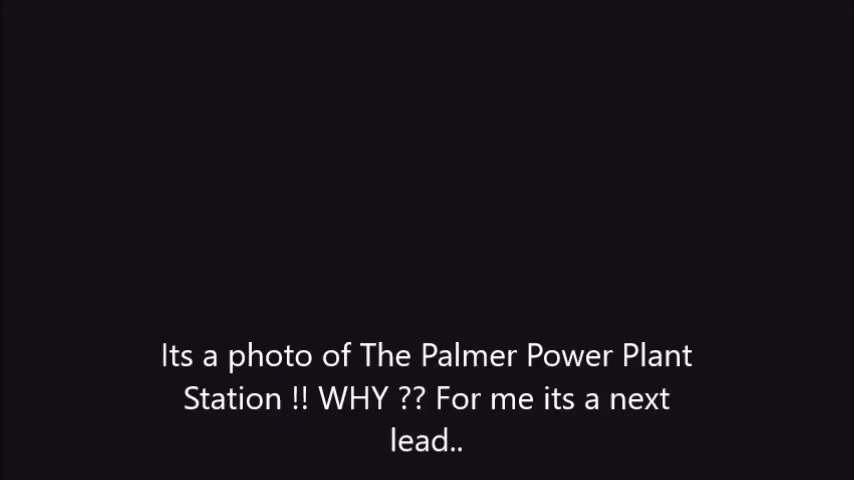 Its a photo of The Palmer Power Plant
Station !! WHY ?? For me its a next
lead..